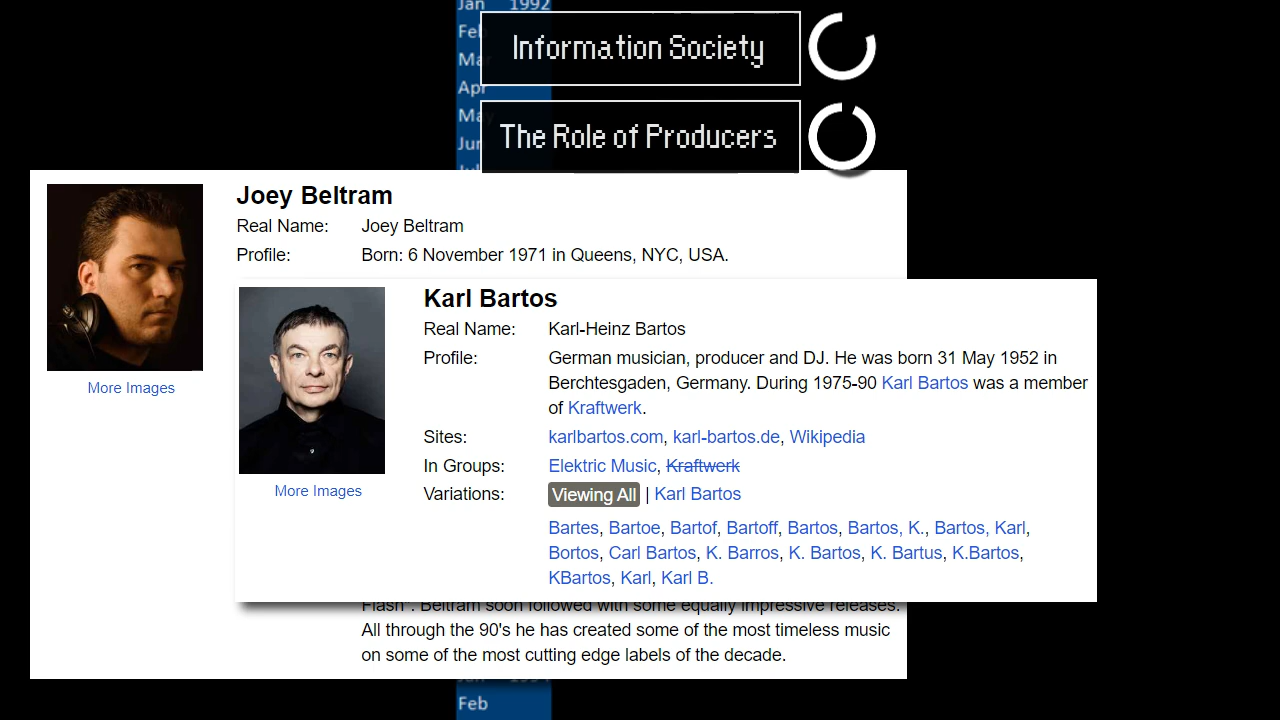 Jan 1992
Information Society
Feb
Mar
Apr
May
The Role of Producers
Jun
Joey Beltram
Real Name: Joey Beltram
Profile: Born: 6 November 1971 in Queens, NYC, USA.
More Images
Karl Bartos
Real Name: Karl-Heinz Bartos
Profile: German musician, producer and DJ. He was born 31 May 1952 in
Berchtesgaden, Germany. During 1975-90 Karl Bartos was a member
of Kraftwerk.
Sites: karlbartos.com, karl-bartos.de, Wikipedia
In Groups: Elektric Music, Kraftwerk
Variations: Viewing All | Karl Bartos
More Images
Bartes, Bartoe, Bartof, Bartoff, Bartos, Bartos, K., Bartos, Karl,
Bortos, Carl Bartos, K. Barros, K. Bartos, K. Bartus, K.Bartos,
KBartos, Karl, Karl B.
Flash". Beltram soon followed with some equally impressive releases.
All through the 90's he has created some of the most timeless music
on some of the most cutting edge labels of the decade.
Feb